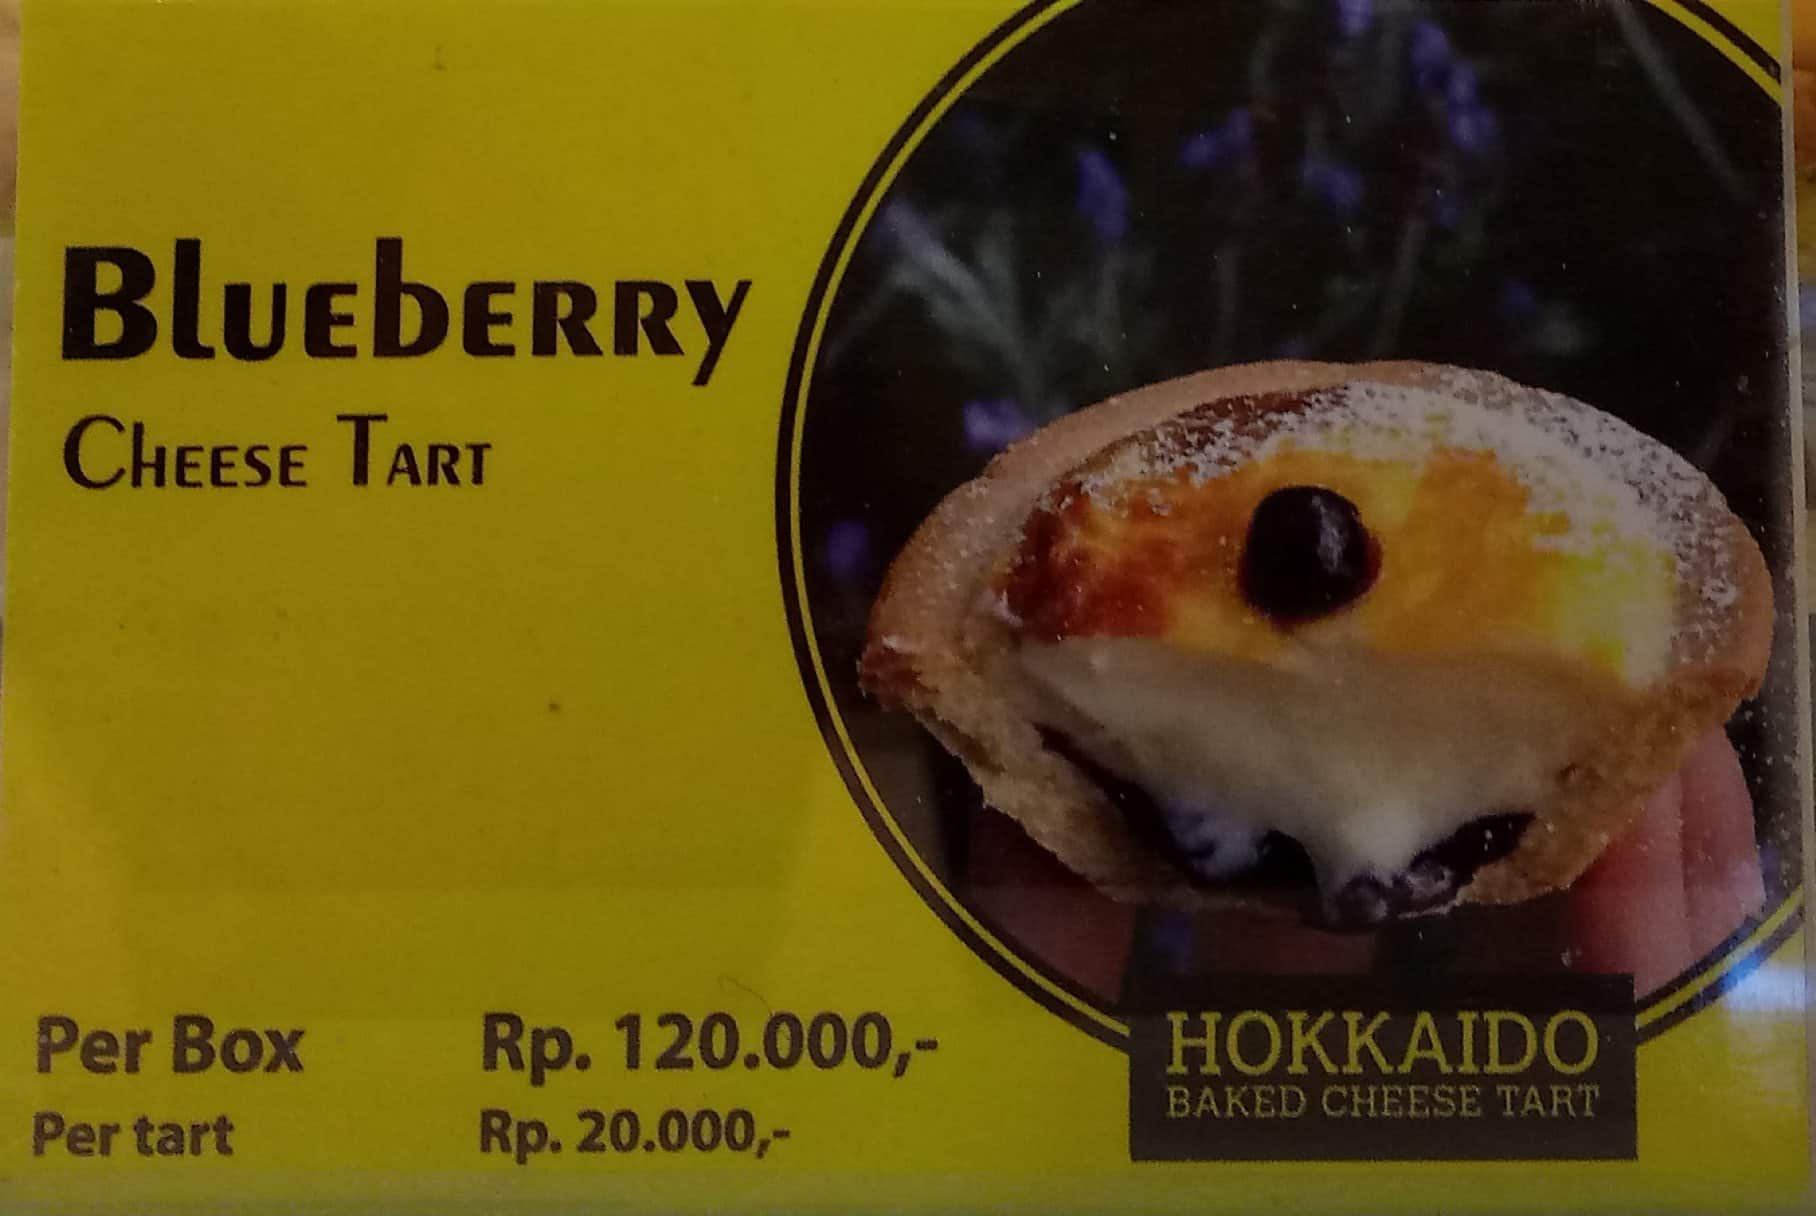 Blueberry
Cheese Tart
Per Box Rp. 120.000,-
Per tart Rp. 20.000,-
HOKKAIDO
BAKED CHEESE TART